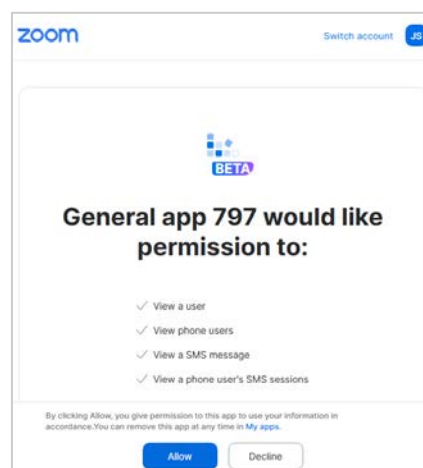 zoom
Switch account
JS
BETA
General app 797 would like
permission to:
View a user
View phone users
View a SMS message
View a phone user's SMS sessions
By clicking Allow, you give permission to this app to use your information in
accordance.You can remove this app at any time in My apps.
Allow
Decline